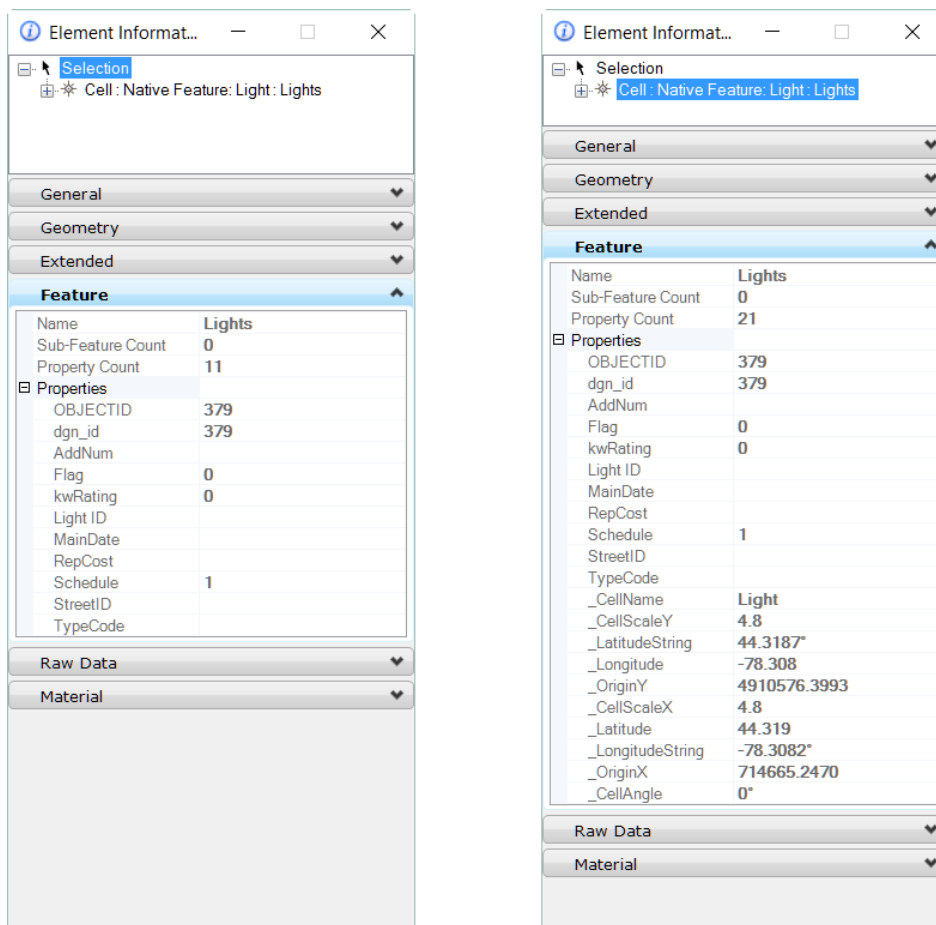 Element Informat...
Selection
Cell : Native Feature: Light : Lights
General
Geometry
Extended
Feature
Name Lights
Sub-Feature Count 0
Property Count 11
Properties
OBJECTID 379
dgn_id 379
AddNum
Flag 0
kwRating 0
Light ID
MainDate
RepCost
Schedule 1
StreetID
TypeCode
Raw Data
Material
Element Informat...
Selection
Cell : Native Feature: Light : Lights
General
Geometry
Extended
Feature
Name Lights
Sub-Feature Count 0
Property Count 21
Properties
OBJECTID 379
dgn_id 379
AddNum
Flag 0
kwRating 0
Light ID
MainDate
RepCost
Schedule 1
StreetID
TypeCode
_CellName Light
_CellScaleY 4.8
_LatitudeString 44.3187°
_Longitude -78.308
_OriginY 4910576.3993
_CellScaleX 4.8
_Latitude 44.319
_LongitudeString -78.3082°
_OriginX 714665.2470
_CellAngle 0°
Raw Data
Material